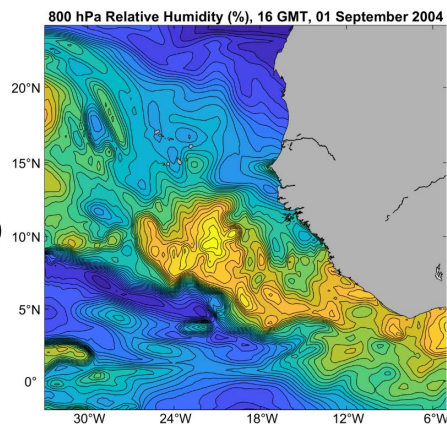 800 hPa Relative Humidity (%), 16 GMT, 01 September 2004
20°N
15°N
)
10°N
5°N
0°
30°W 24°W 18°W 12°W 6°W